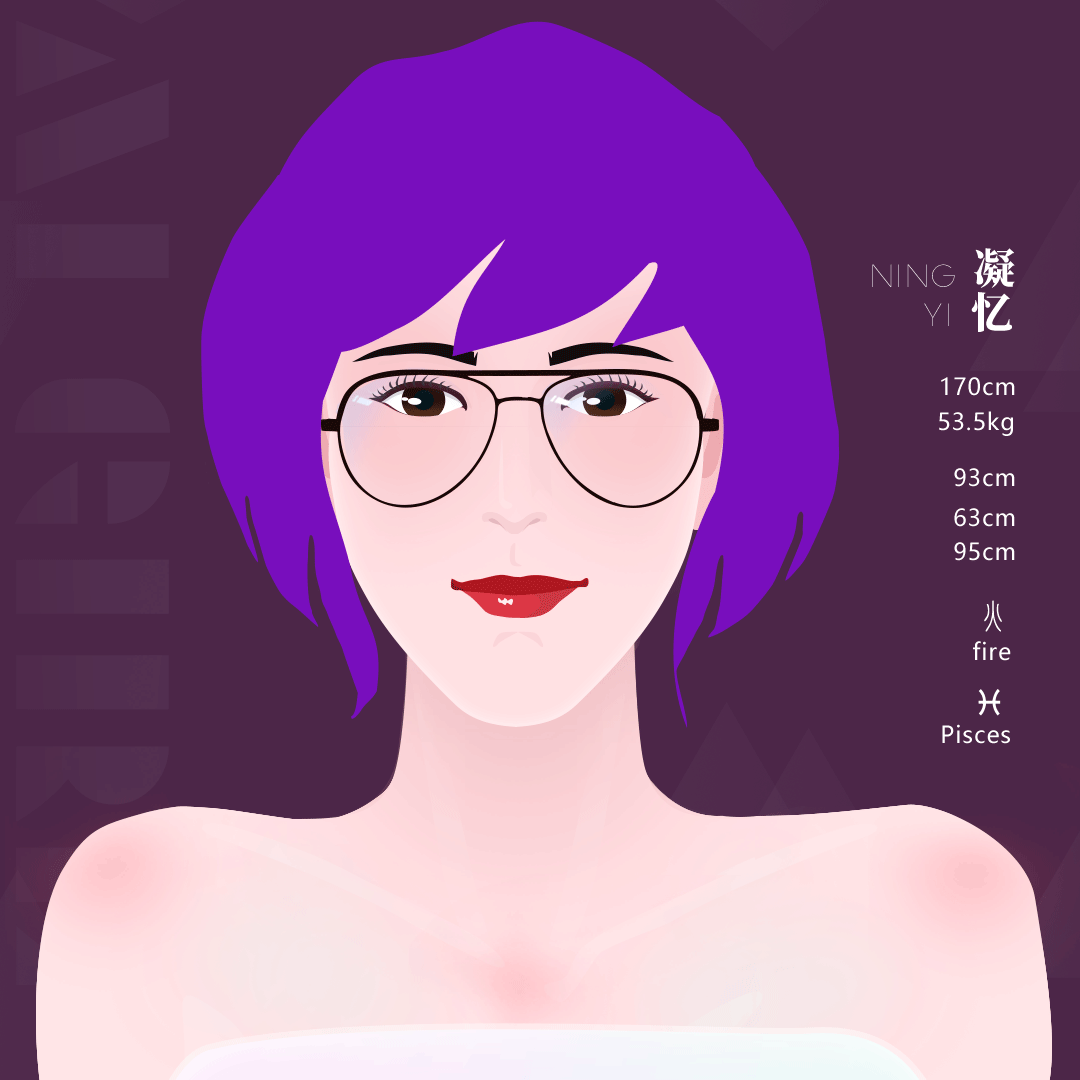 凝忆
NING
YI
170cm
53.5kg
93cm
63cm
95cm
火
fire
♓
Pisces